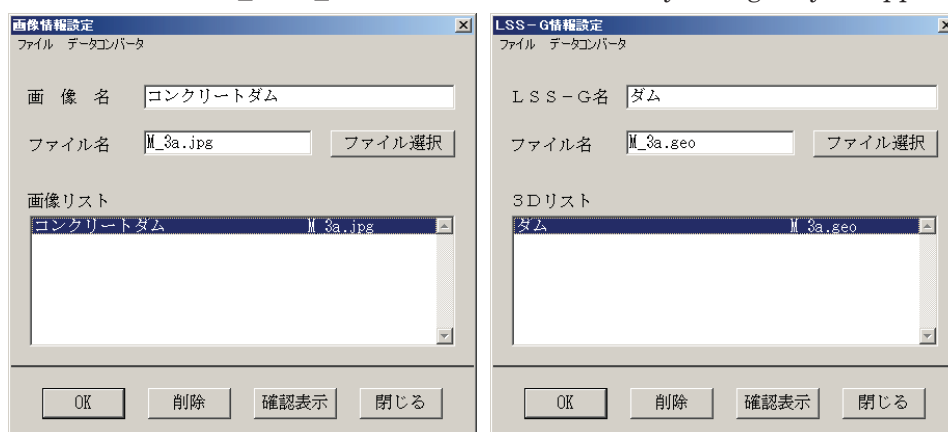 画像情報設定
ファイル データコンバータ
画 像 名 コンクリートダム
ファイル名 M_3a.jpg ファイル選択
画像リスト
コンクリートダム M_3a.jpg
OK 削除 確認表示 閉じる
LSS-G情報設定
ファイル データコンバータ
LSS-G名 ダム
ファイル名 M_3a.geo ファイル選択
3Dリスト
ダム M_3a.geo
OK 削除 確認表示 閉じる